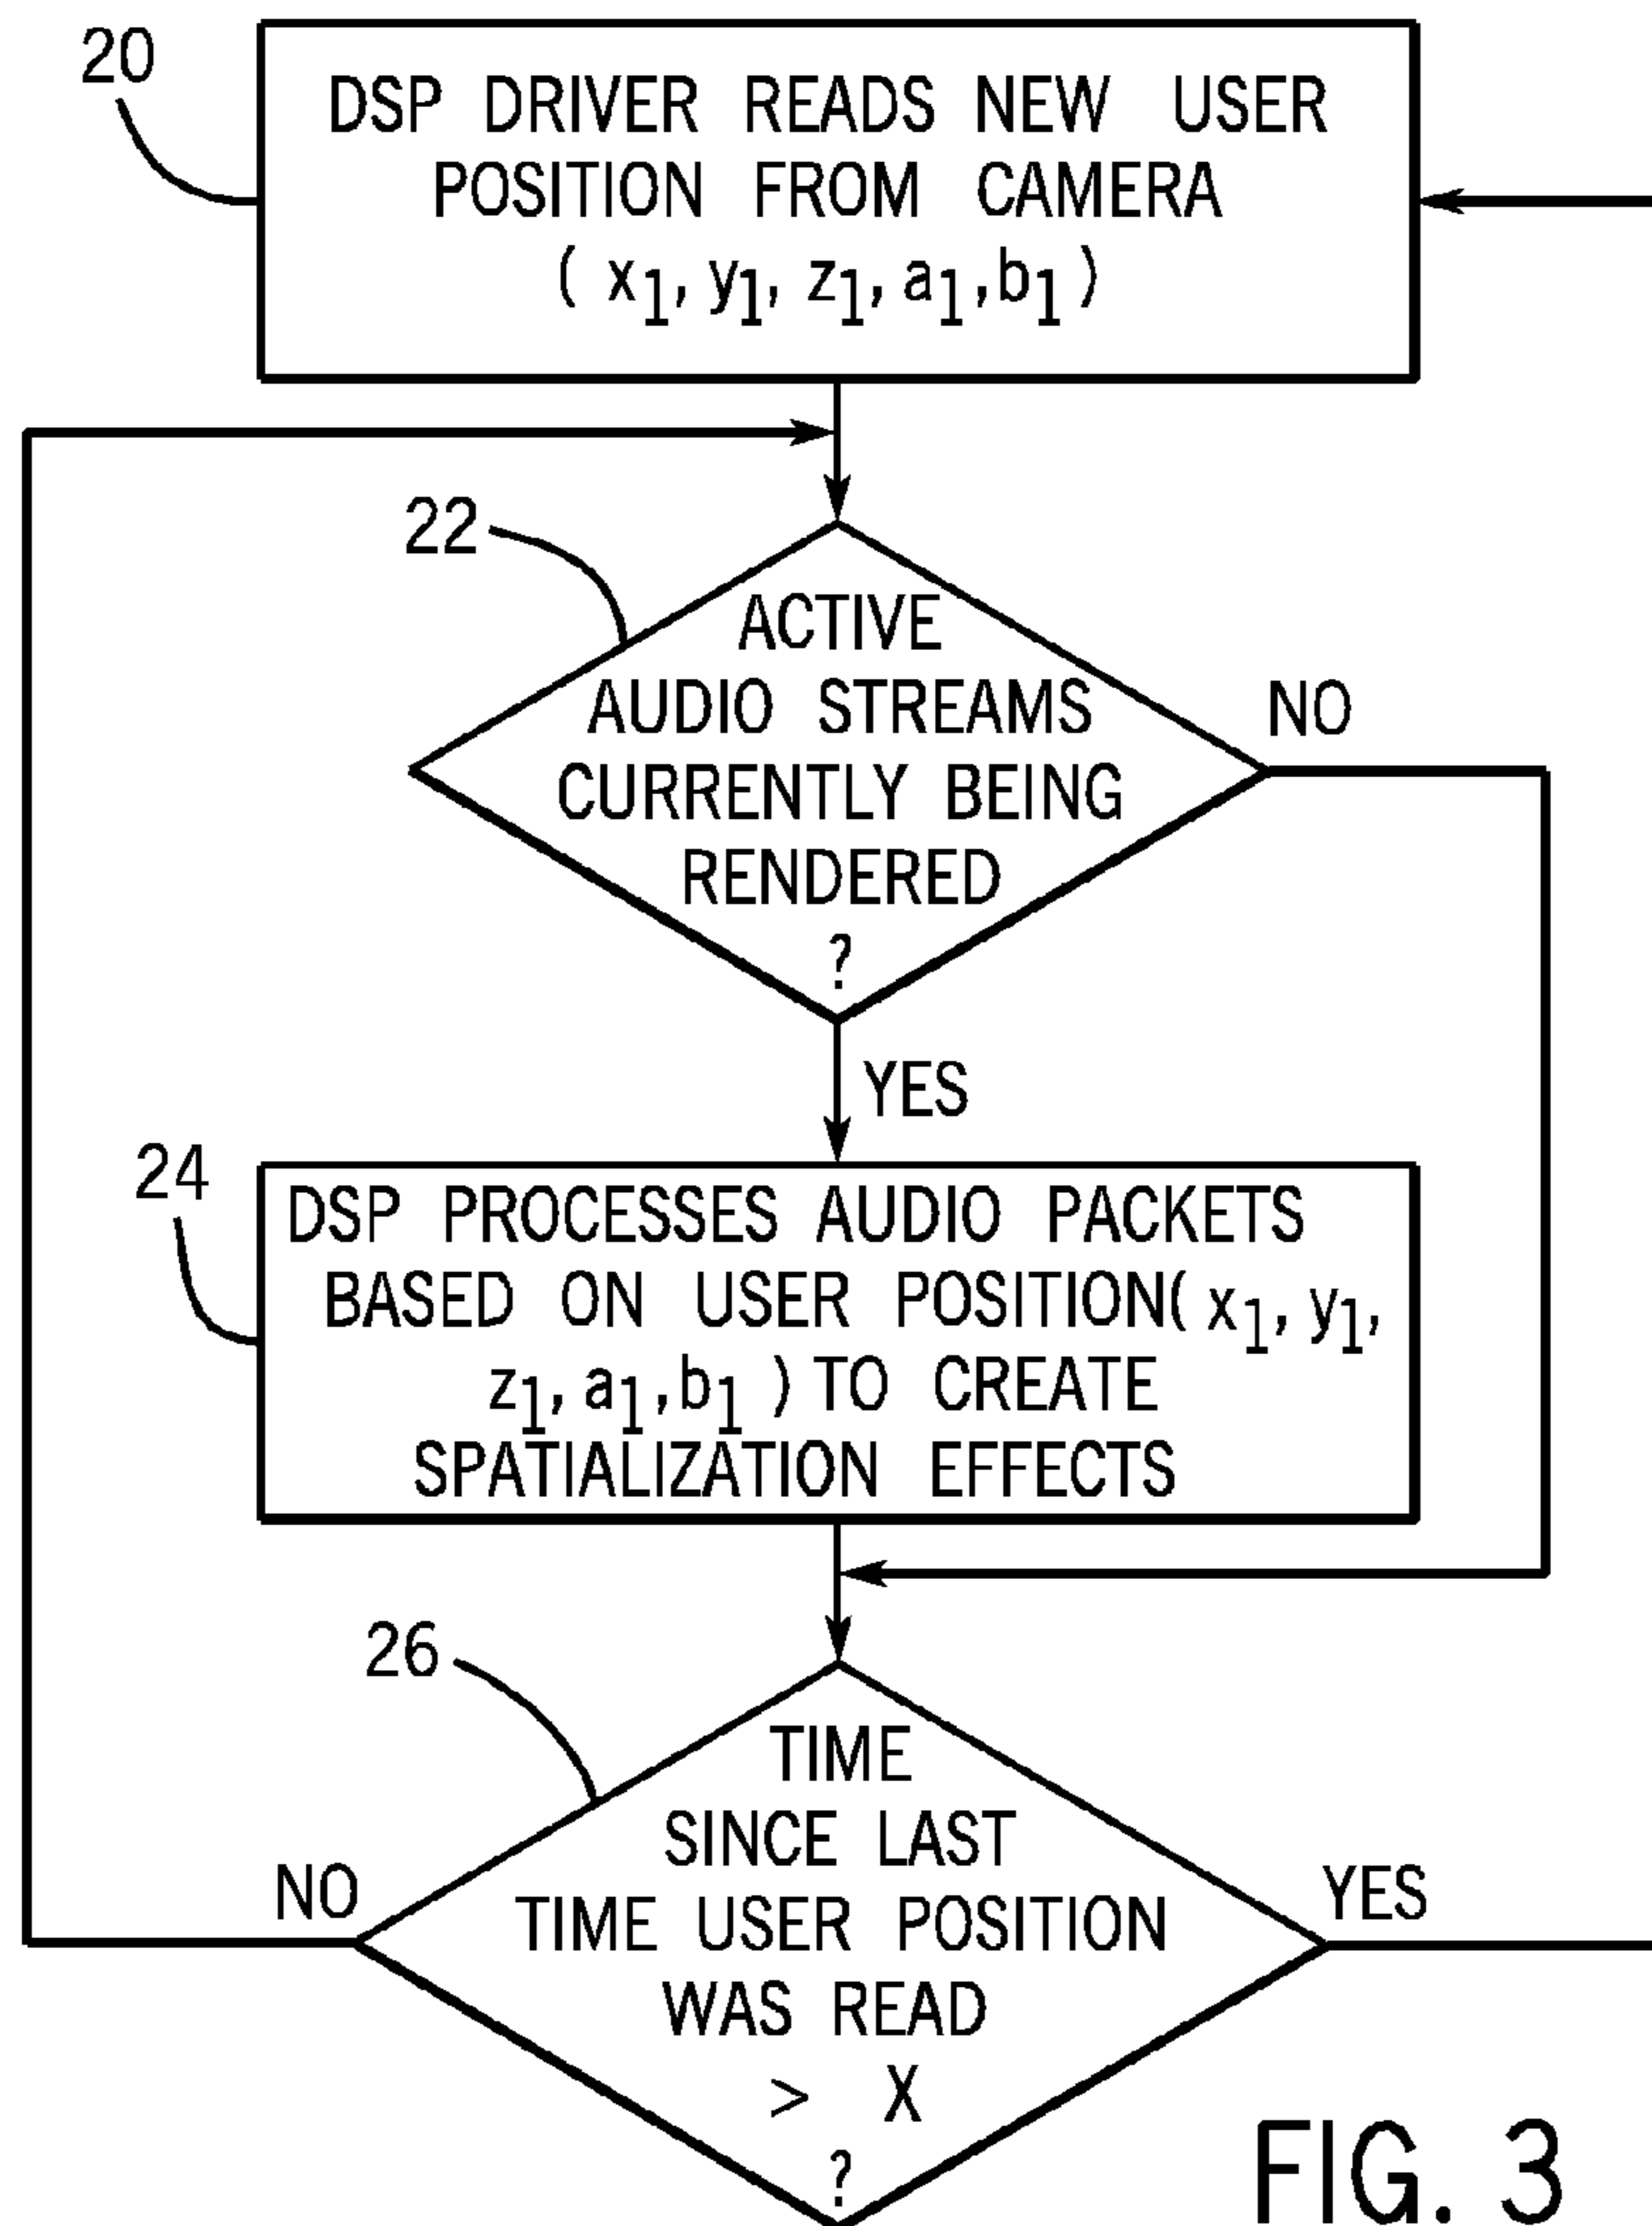 20
DSP DRIVER READS NEW USER
POSITION FROM CAMERA
( x₁, y₁, z₁, a₁, b₁ )
22
ACTIVE
AUDIO STREAMS
CURRENTLY BEING
RENDERED
?
NO
YES
24
DSP PROCESSES AUDIO PACKETS
BASED ON USER POSITION( x₁, y₁,
z₁, a₁, b₁ ) TO CREATE
SPATIALIZATION EFFECTS
26
TIME
SINCE LAST
TIME USER POSITION
WAS READ
> X
?
NO
YES
FIG. 3